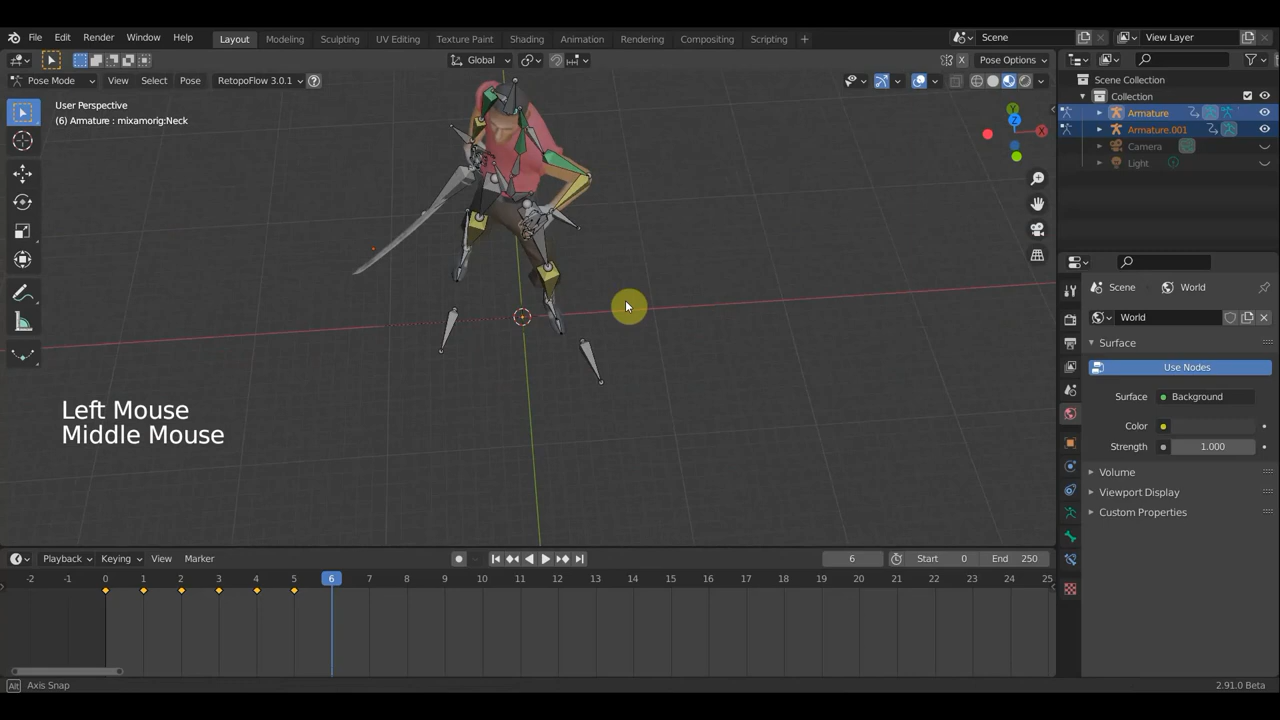 File Edit Render Window Help Layout Modeling Sculpting UV Editing Texture Paint Shading Animation Rendering Compositing Scripting + Scene View Layer
Global Pose Options
Pose Mode View Select Pose RetopoFlow 3.0.1
Scene Collection
Collection
Armature
Armature.001
Camera
Light
User Perspective
(6) Armature : mixamorig:Neck
Y
Z
X
Scene World
World
Surface
Use Nodes
Surface Background
Color
Strength 1.000
Volume
Viewport Display
Custom Properties
Left Mouse
Middle Mouse
Playback Keying View Marker 6 Start 0 End 250
-2 -1 0 1 2 3 4 5 6 7 8 9 10 11 12 13 14 15 16 17 18 19 20 21 22 23 24 25
Alt Axis Snap 2.91.0 Beta